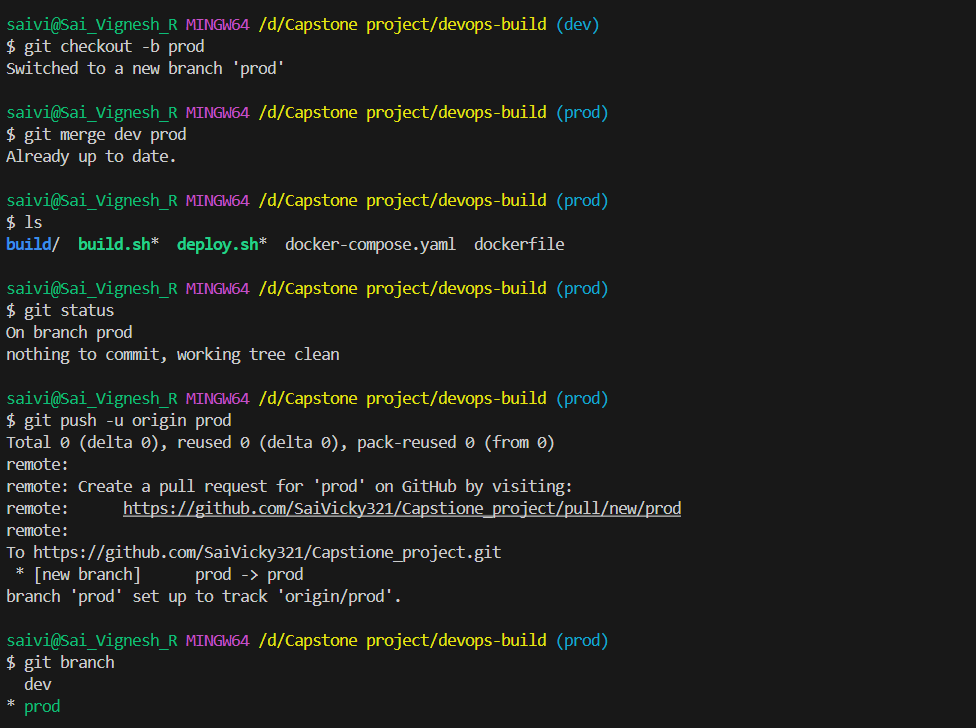 saivi@Sai_Vignesh_R MINGW64 /d/Capstone project/devops-build (dev)
$ git checkout -b prod
Switched to a new branch 'prod'
saivi@Sai_Vignesh_R MINGW64 /d/Capstone project/devops-build (prod)
$ git merge dev prod
Already up to date.
saivi@Sai_Vignesh_R MINGW64 /d/Capstone project/devops-build (prod)
$ ls
build/  build.sh*  deploy.sh*  docker-compose.yaml  dockerfile
saivi@Sai_Vignesh_R MINGW64 /d/Capstone project/devops-build (prod)
$ git status
On branch prod
nothing to commit, working tree clean
saivi@Sai_Vignesh_R MINGW64 /d/Capstone project/devops-build (prod)
$ git push -u origin prod
Total 0 (delta 0), reused 0 (delta 0), pack-reused 0 (from 0)
remote:
remote: Create a pull request for 'prod' on GitHub by visiting:
remote:      https://github.com/SaiVicky321/Capstione_project/pull/new/prod
remote:
To https://github.com/SaiVicky321/Capstione_project.git
 * [new branch]      prod -> prod
branch 'prod' set up to track 'origin/prod'.
saivi@Sai_Vignesh_R MINGW64 /d/Capstone project/devops-build (prod)
$ git branch
  dev
* prod